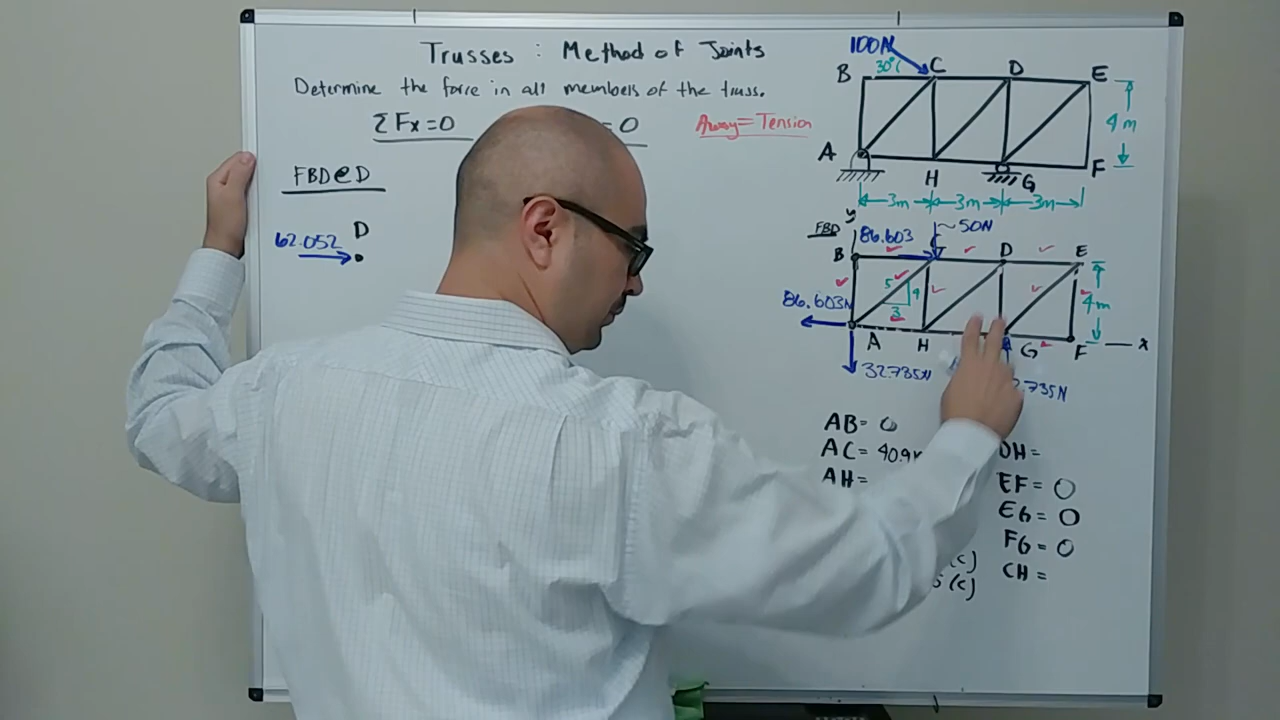 Trusses : Method of Joints
Determine the force in all members of the truss.
ΣFx=0
=0
Away=Tension
FBD@D
62.052 D
100N
30°
B C D E
4m
A H G F
3m 3m 3m
y
FBD 86.603 50N
B D E
5 4
3
4m
86.603N
A H G F x
32.735N
AB= 0
AC= 409
AH=
DH=
EF= 0
EG= 0
FG= 0
CH=
(c)
(c)